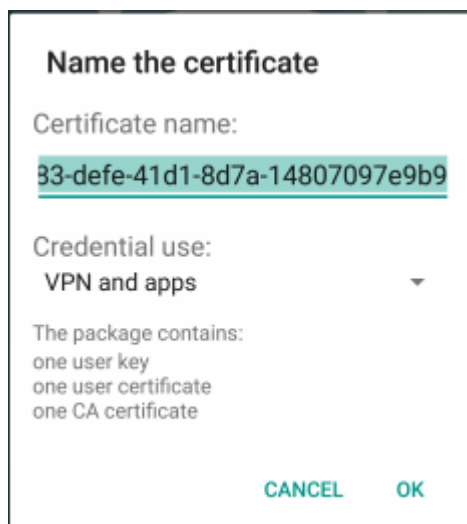 Name the certificate
Certificate name:
33-defe-41d1-8d7a-14807097e9b9
Credential use:
VPN and apps
The package contains:
one user key
one user certificate
one CA certificate
CANCEL OK